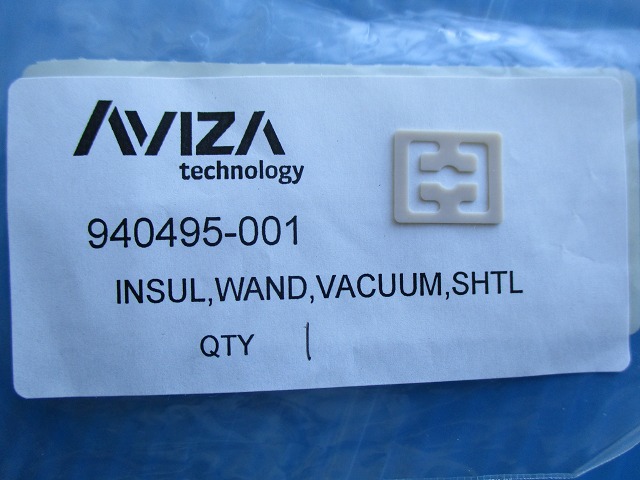 AVIZA
technology
940495-001
INSUL,WAND,VACUUM,SHTL
QTY 1